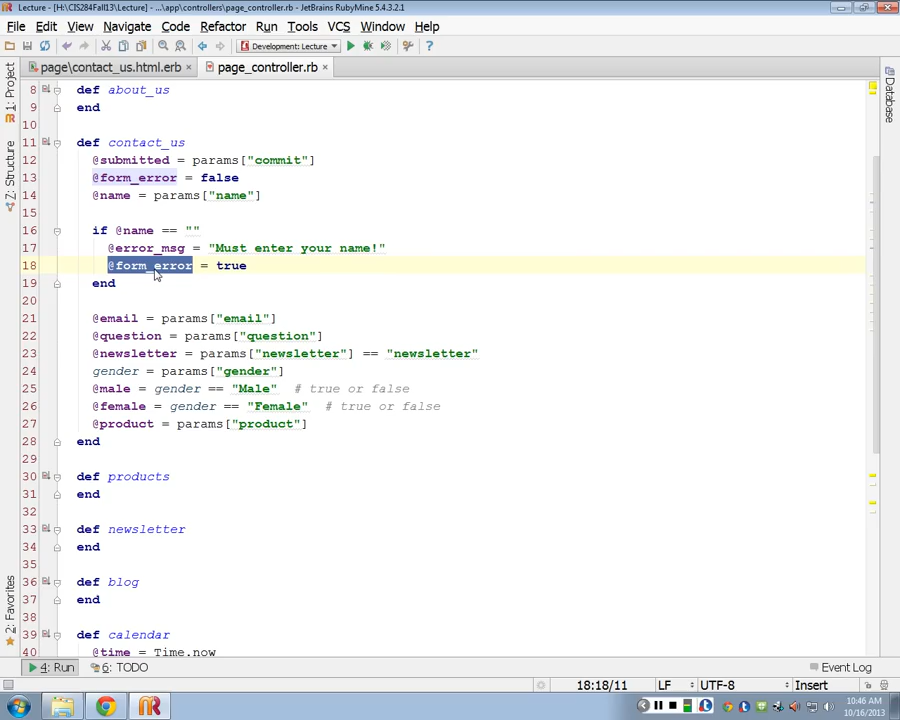 Lecture - [H:\CIS284Fall13\Lecture] - ...\app\controllers\page_controller.rb - JetBrains RubyMine 5.4.3.2.1
File Edit View Navigate Code Refactor Run Tools VCS Window Help
Development: Lecture
page\contact_us.html.erb page_controller.rb
1: Project
Z: Structure
2: Favorites
Database
8 def about_us
9 end
10
11 def contact_us
12 @submitted = params["commit"]
13 @form_error = false
14 @name = params["name"]
15
16 if @name == ""
17 @error_msg = "Must enter your name!"
18 @form_error = true
19 end
20
21 @email = params["email"]
22 @question = params["question"]
23 @newsletter = params["newsletter"] == "newsletter"
24 gender = params["gender"]
25 @male = gender == "Male" # true or false
26 @female = gender == "Female" # true or false
27 @product = params["product"]
28 end
29
30 def products
31 end
32
33 def newsletter
34 end
35
36 def blog
37 end
38
39 def calendar
40 @time = Time.now
4: Run 6: TODO Event Log
18:18/11 LF UTF-8 Insert
10:46 AM
10/16/2013